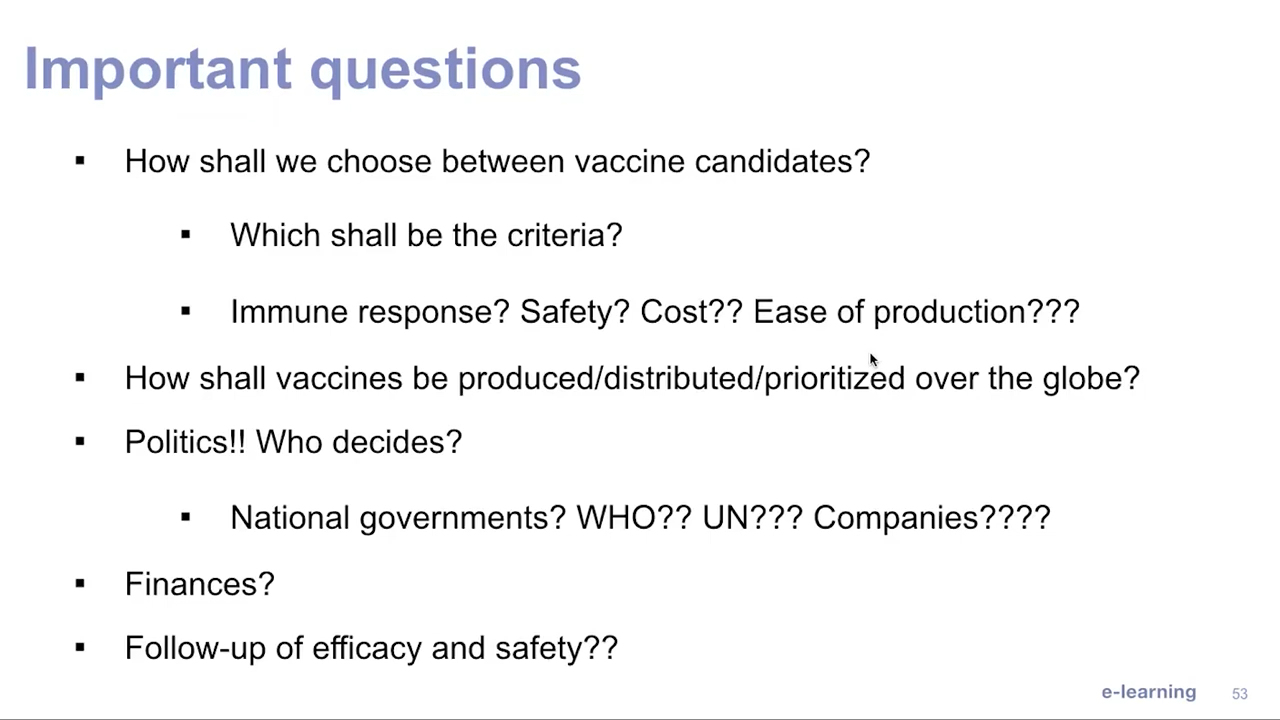 Important questions
▪ How shall we choose between vaccine candidates?
▪ Which shall be the criteria?
▪ Immune response? Safety? Cost?? Ease of production???
▪ How shall vaccines be produced/distributed/prioritized over the globe?
▪ Politics!! Who decides?
▪ National governments? WHO?? UN??? Companies????
▪ Finances?
▪ Follow-up of efficacy and safety??
e-learning 53